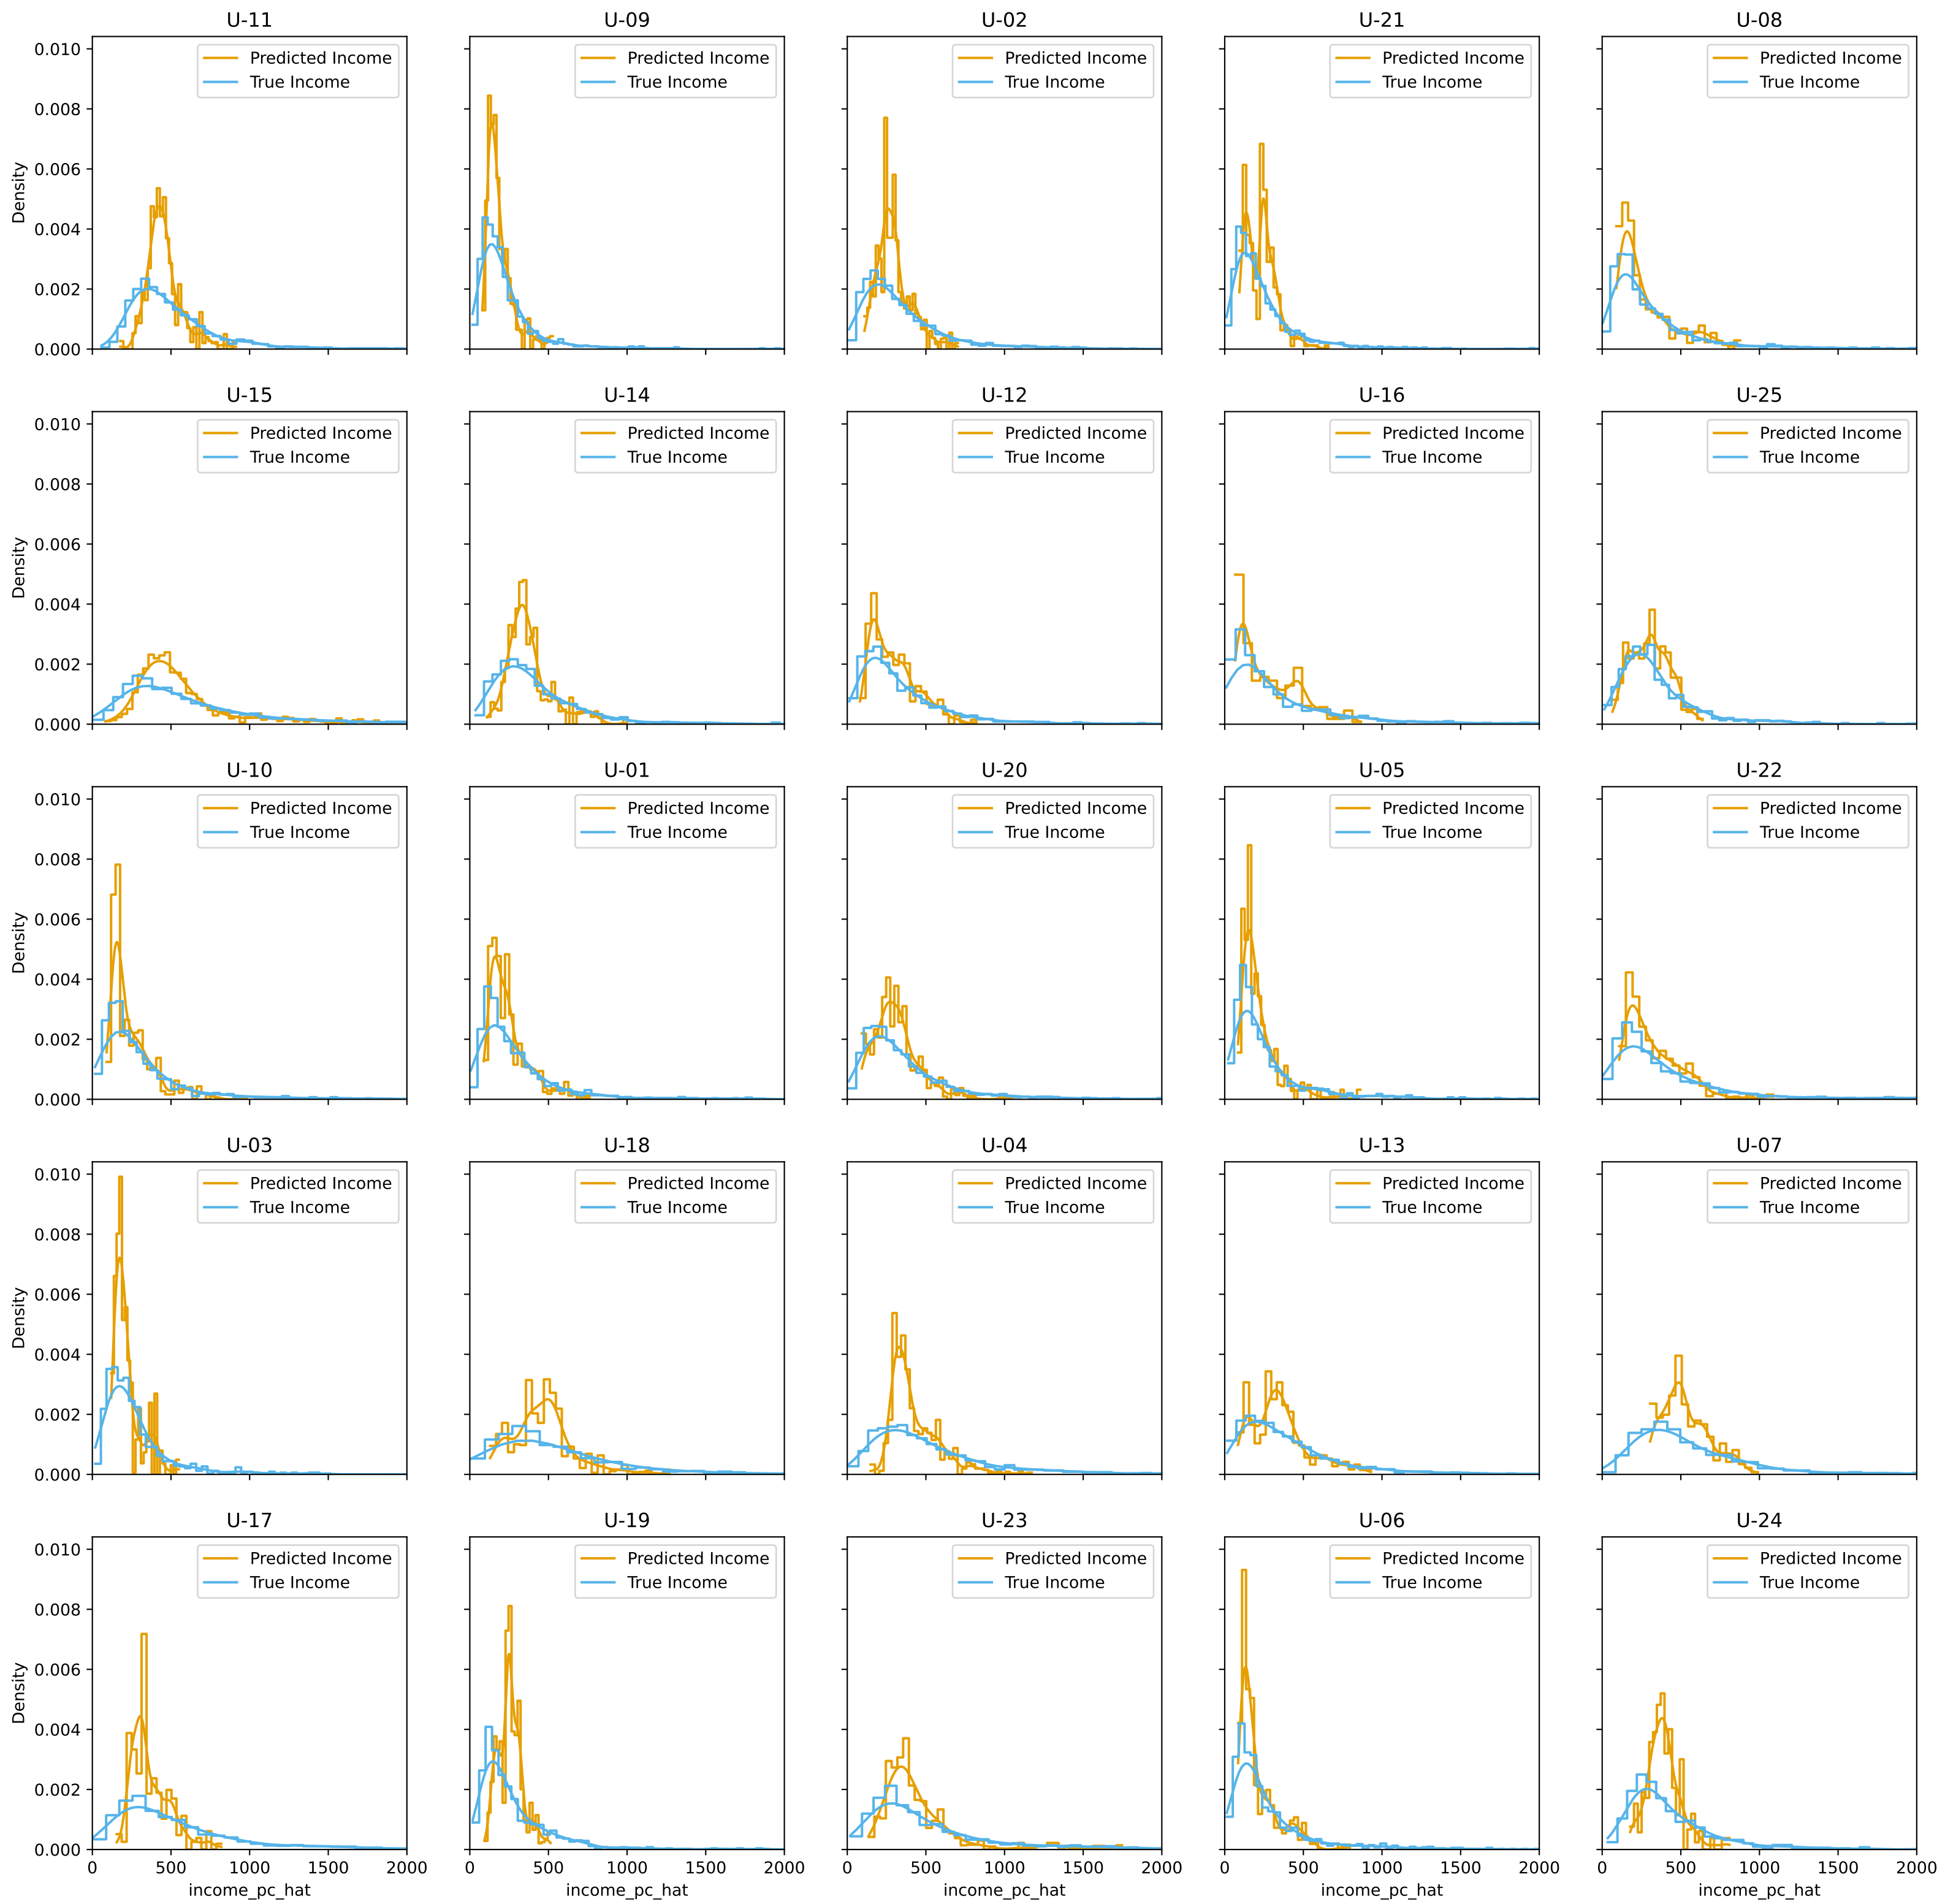 U-11 U-09 U-02 U-21 U-08
Predicted Income Predicted Income Predicted Income Predicted Income Predicted Income
True Income True Income True Income True Income True Income
0.010
0.008
0.006
0.004
0.002
0.000
Density
U-15 U-14 U-12 U-16 U-25
Predicted Income Predicted Income Predicted Income Predicted Income Predicted Income
True Income True Income True Income True Income True Income
0.010
0.008
0.006
0.004
0.002
0.000
Density
U-10 U-01 U-20 U-05 U-22
Predicted Income Predicted Income Predicted Income Predicted Income Predicted Income
True Income True Income True Income True Income True Income
0.010
0.008
0.006
0.004
0.002
0.000
Density
U-03 U-18 U-04 U-13 U-07
Predicted Income Predicted Income Predicted Income Predicted Income Predicted Income
True Income True Income True Income True Income True Income
0.010
0.008
0.006
0.004
0.002
0.000
Density
U-17 U-19 U-23 U-06 U-24
Predicted Income Predicted Income Predicted Income Predicted Income Predicted Income
True Income True Income True Income True Income True Income
0.010
0.008
0.006
0.004
0.002
0.000
Density
0 500 1000 1500 2000 0 500 1000 1500 2000 0 500 1000 1500 2000 0 500 1000 1500 2000 0 500 1000 1500 2000
income_pc_hat income_pc_hat income_pc_hat income_pc_hat income_pc_hat